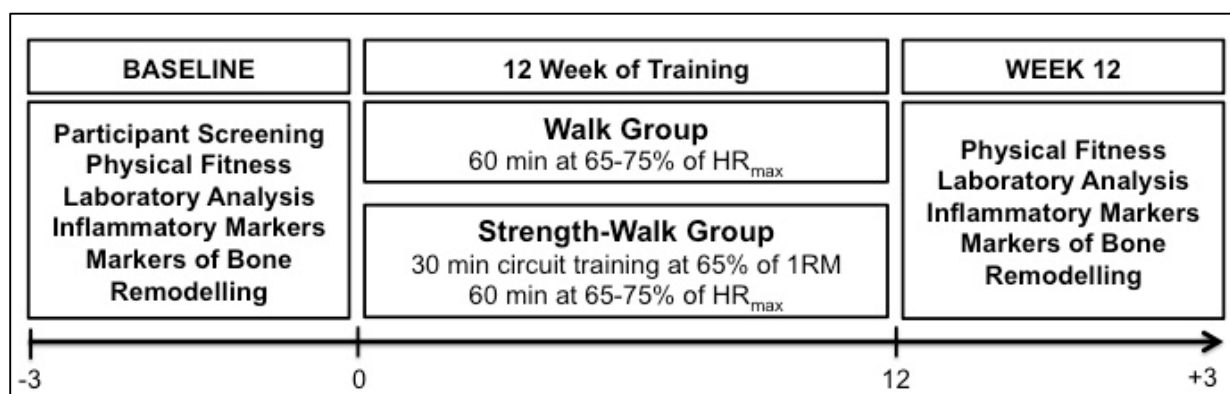 BASELINE
12 Week of Training
WEEK 12
Participant Screening
Physical Fitness
Laboratory Analysis
Inflammatory Markers
Markers of Bone
Remodelling
Walk Group
60 min at 65-75% of HRmax
Strength-Walk Group
30 min circuit training at 65% of 1RM
60 min at 65-75% of HRmax
Physical Fitness
Laboratory Analysis
Inflammatory Markers
Markers of Bone
Remodelling
-3
0
12
+3